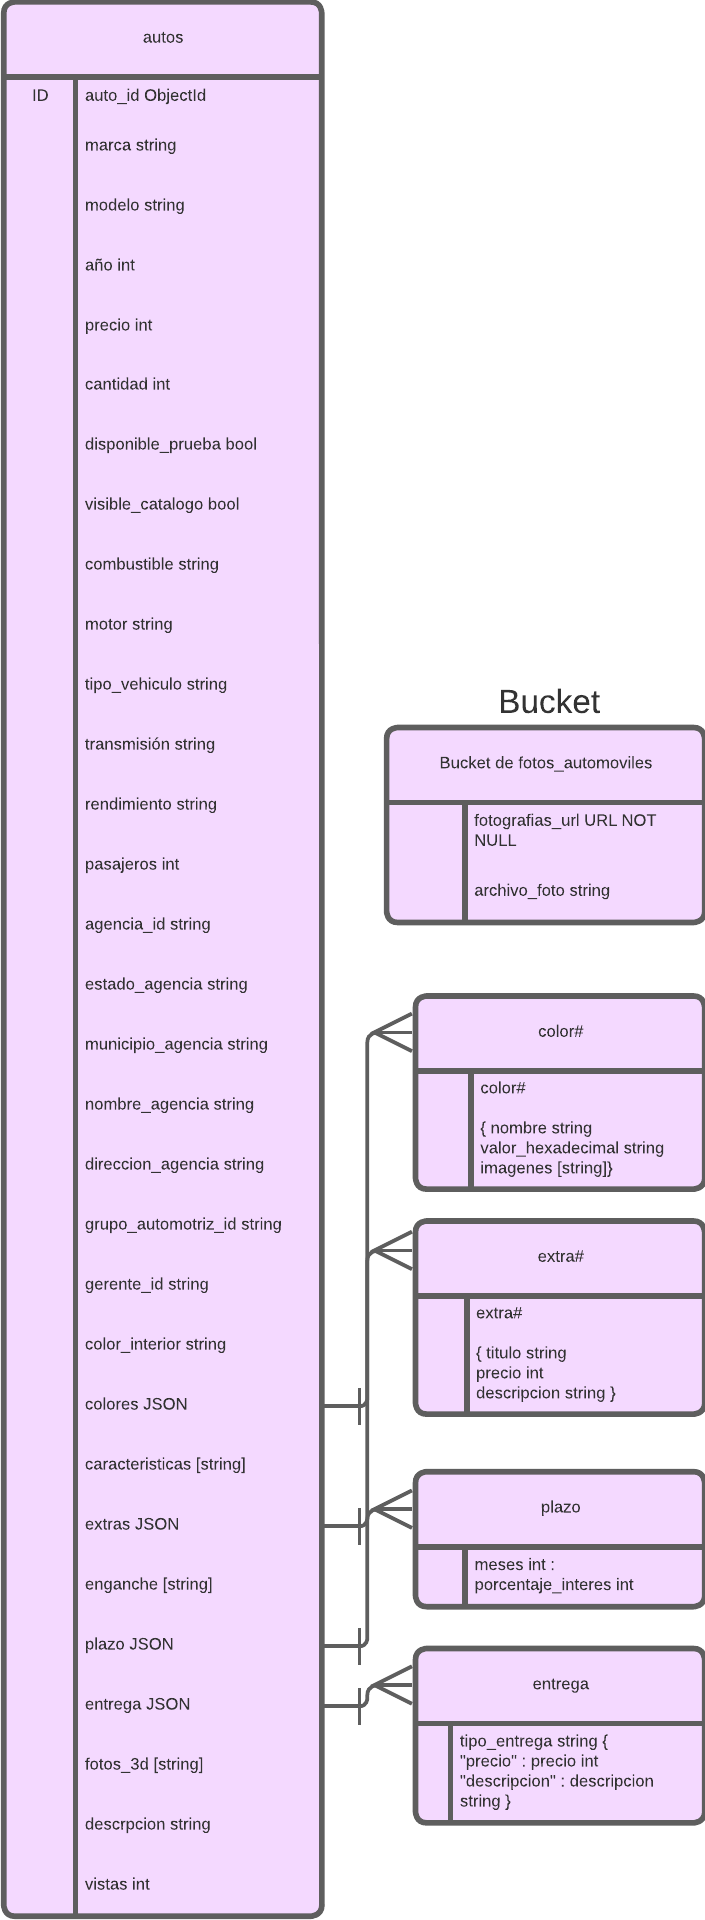 autos
ID
auto_id ObjectId
marca string
modelo string
año int
precio int
cantidad int
disponible_prueba bool
visible_catalogo bool
combustible string
motor string
tipo_vehiculo string
transmisión string
rendimiento string
pasajeros int
agencia_id string
estado_agencia string
municipio_agencia string
nombre_agencia string
direccion_agencia string
grupo_automotriz_id string
gerente_id string
color_interior string
colores JSON
caracteristicas [string]
extras JSON
enganche [string]
plazo JSON
entrega JSON
fotos_3d [string]
descrpcion string
vistas int
Bucket
Bucket de fotos_automoviles
fotografias_url URL NOT
NULL
archivo_foto string
color#
color#
{ nombre string
valor_hexadecimal string
imagenes [string]}
extra#
extra#
{ titulo string
precio int
descripcion string }
plazo
meses int :
porcentaje_interes int
entrega
tipo_entrega string {
"precio" : precio int
"descripcion" : descripcion
string }